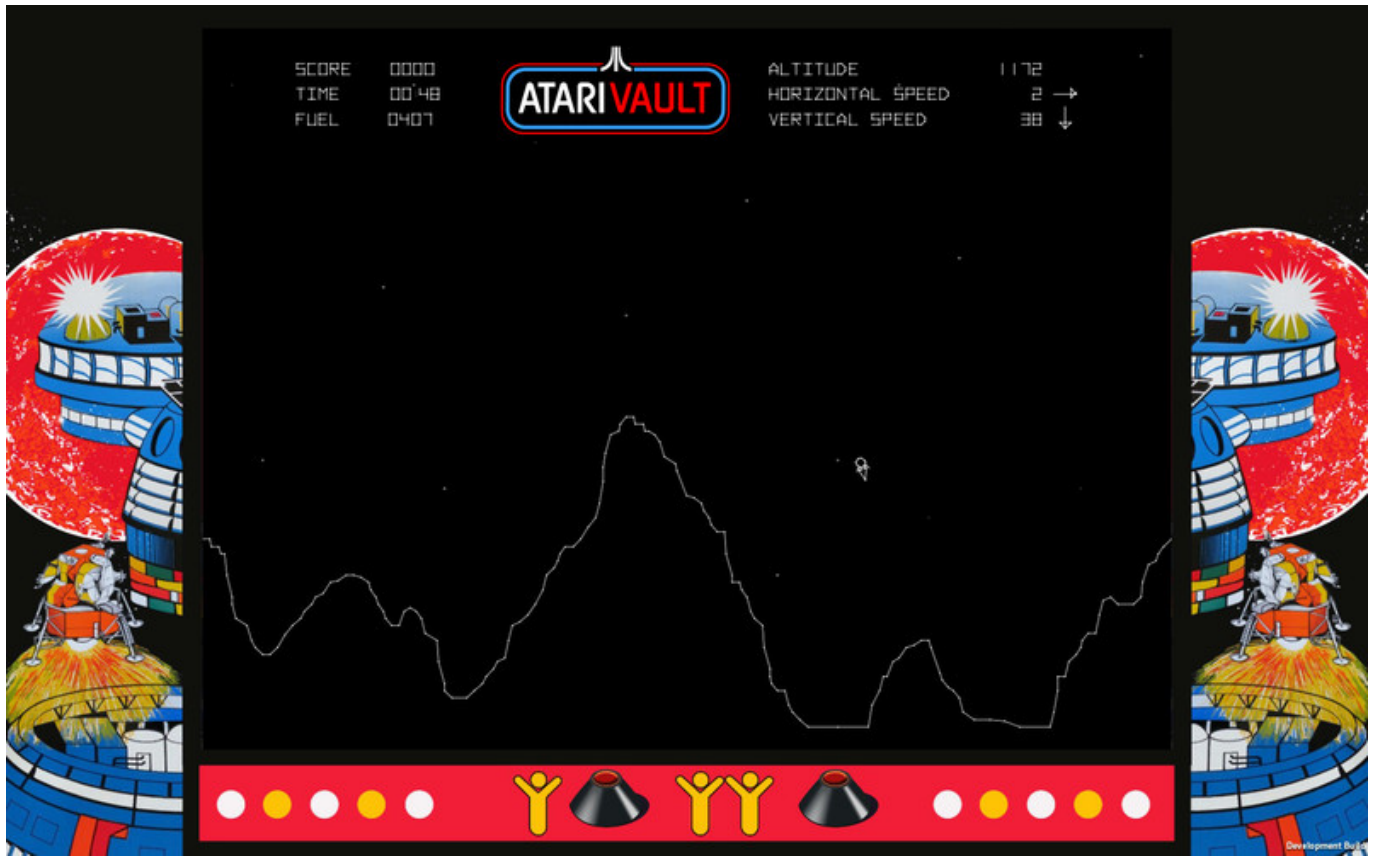 SCORE 0000
TIME 00'48
FUEL 0407
ATARI VAULT
ALTITUDE 1172
HORIZONTAL SPEED 2 →
VERTICAL SPEED 38 ↓
Development Build